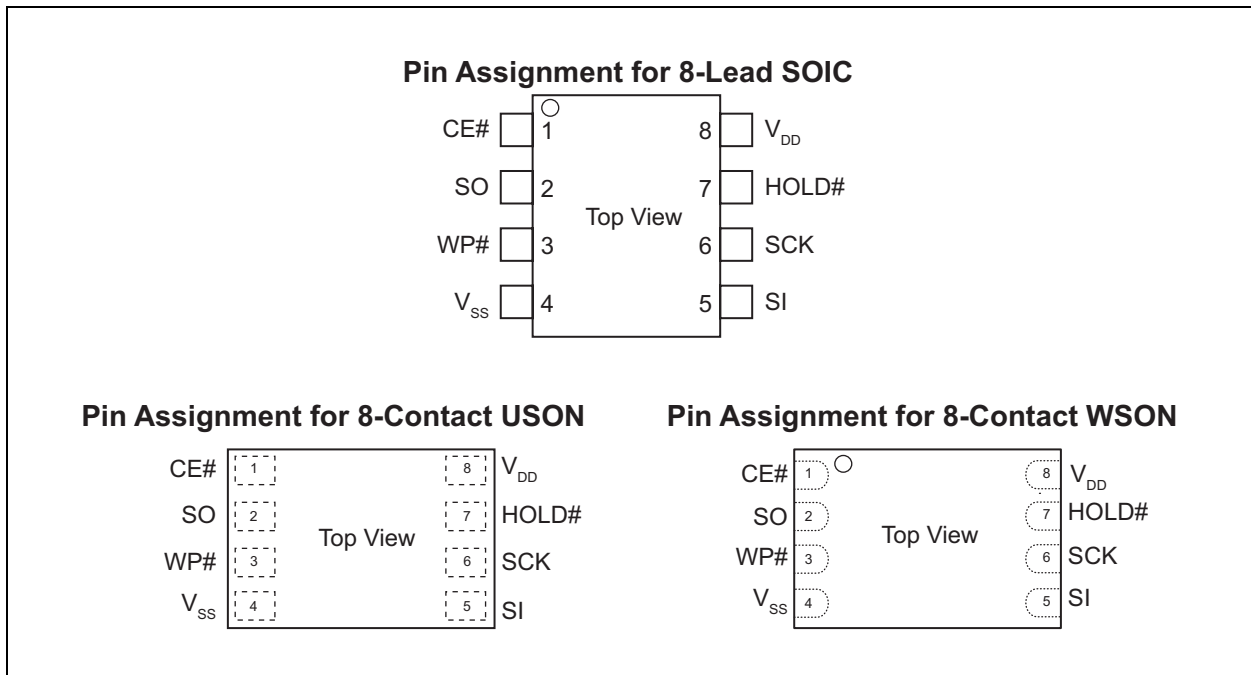 Pin Assignment for 8-Lead SOIC
CE# 1 8 VDD
SO 2 7 HOLD#
Top View
WP# 3 6 SCK
VSS 4 5 SI
Pin Assignment for 8-Contact USON
CE# 1 8 VDD
SO 2 7 HOLD#
Top View
WP# 3 6 SCK
VSS 4 5 SI
Pin Assignment for 8-Contact WSON
CE# 1 8 VDD
SO 2 7 HOLD#
Top View
WP# 3 6 SCK
VSS 4 5 SI